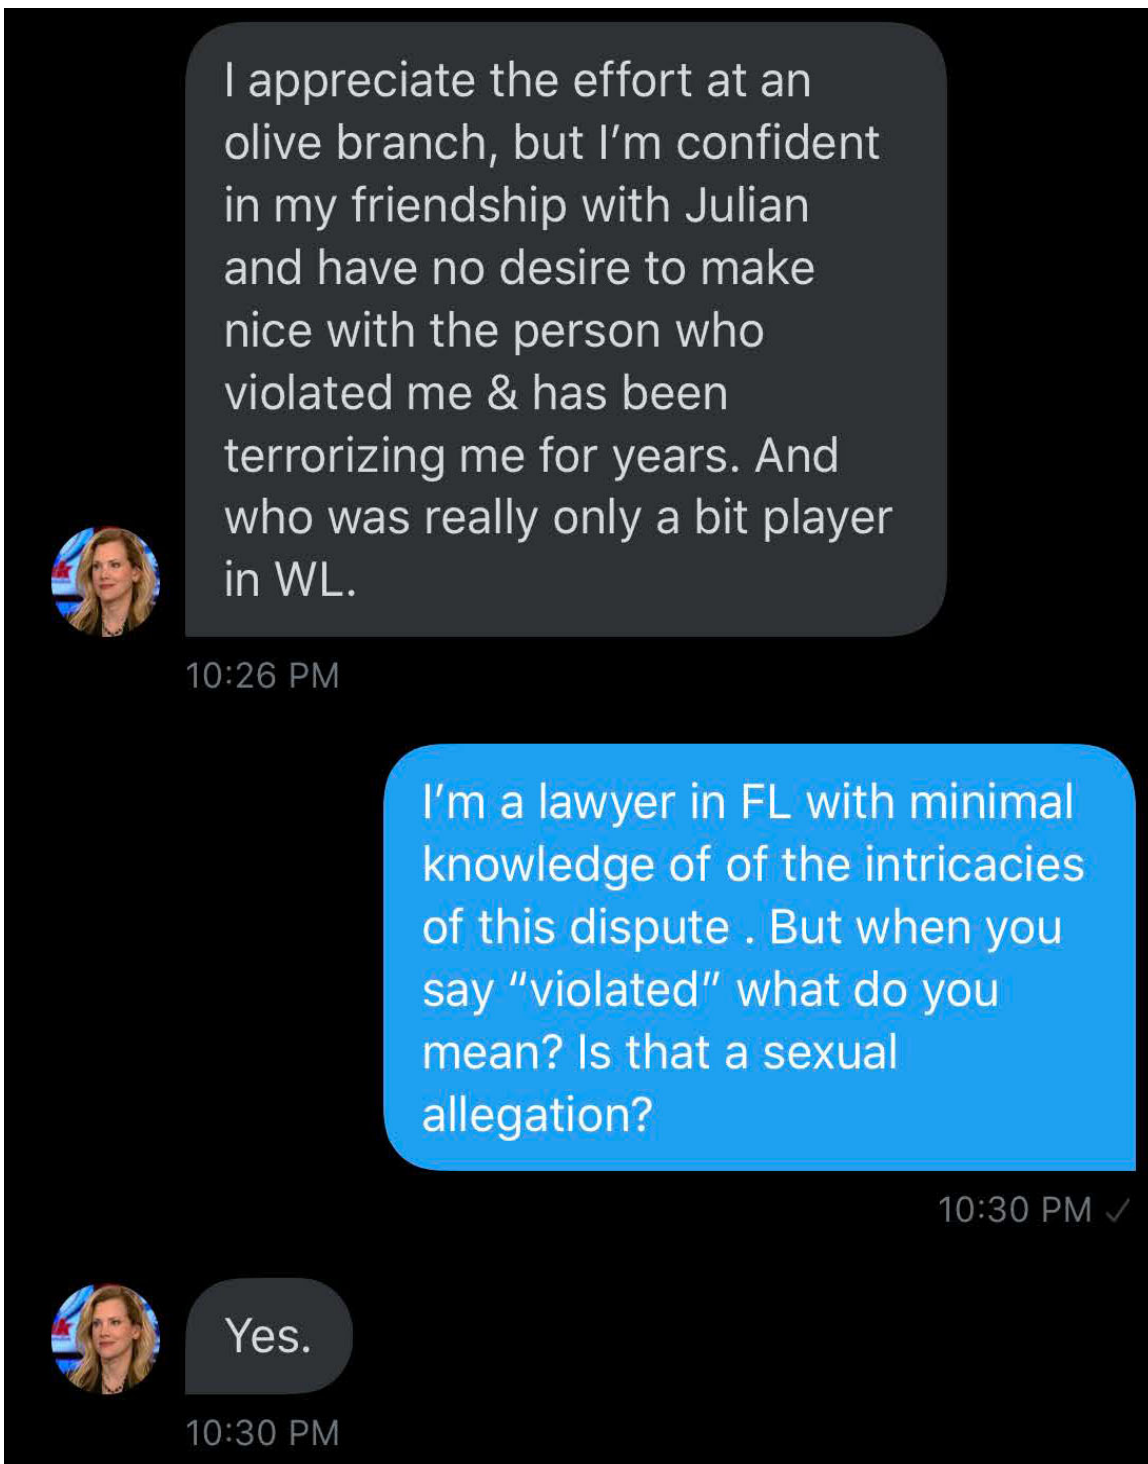 I appreciate the effort at an
olive branch, but I’m confident
in my friendship with Julian
and have no desire to make
nice with the person who
violated me & has been
terrorizing me for years. And
who was really only a bit player
in WL.
10:26 PM
I’m a lawyer in FL with minimal
knowledge of of the intricacies
of this dispute . But when you
say “violated” what do you
mean? Is that a sexual
allegation?
10:30 PM ✓
Yes.
10:30 PM